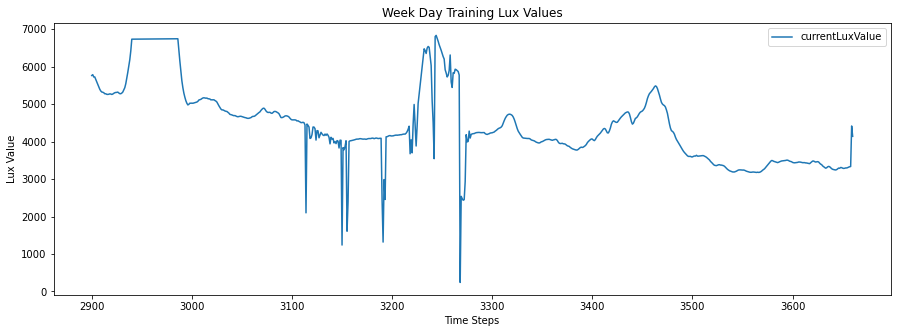 Week Day Training Lux Values
currentLuxValue
Lux Value
7000
6000
5000
4000
3000
2000
1000
0
2900 3000 3100 3200 3300 3400 3500 3600
Time Steps